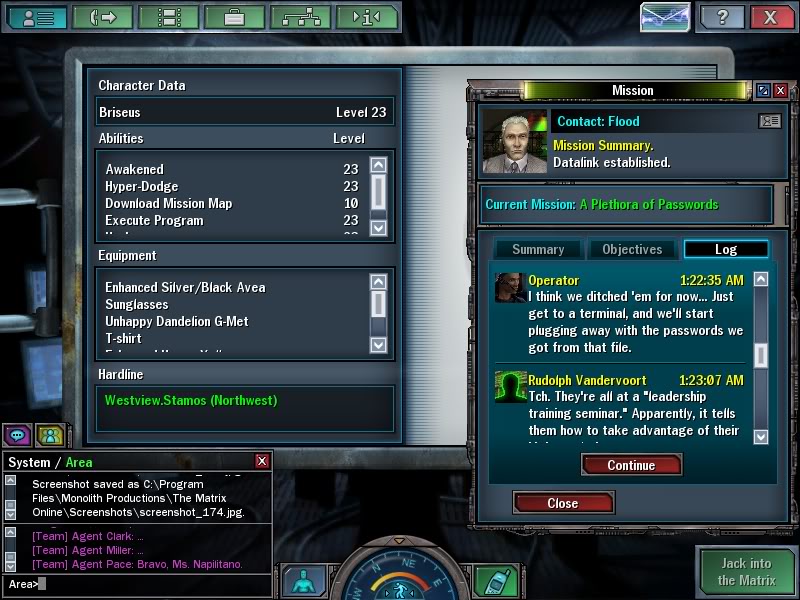 ?
X
Character Data
Briseus Level 23
Abilities Level
Awakened 23
Hyper-Dodge 23
Download Mission Map 10
Execute Program 23
Equipment
Enhanced Silver/Black Avea
Sunglasses
Unhappy Dandelion G-Met
T-shirt
Hardline
Westview.Stamos (Northwest)
Mission
Contact: Flood
Mission Summary.
Datalink established.
Current Mission: A Plethora of Passwords
Summary Objectives Log
Operator 1:22:35 AM
I think we ditched 'em for now... Just
get to a terminal, and we'll start
plugging away with the passwords we
got from that file.
Rudolph Vandervoort 1:23:07 AM
Tch. They're all at a "leadership
training seminar." Apparently, it tells
them how to take advantage of their
Continue
Close
System / Area
Screenshot saved as C:\Program
Files\Monolith Productions\The Matrix
Online\Screenshots\screenshot_174.jpg.
[Team] Agent Clark: ...
[Team] Agent Miller: ...
[Team] Agent Pace: Bravo, Ms. Napilitano.
Area>
NW N NE E
Jack into
the Matrix